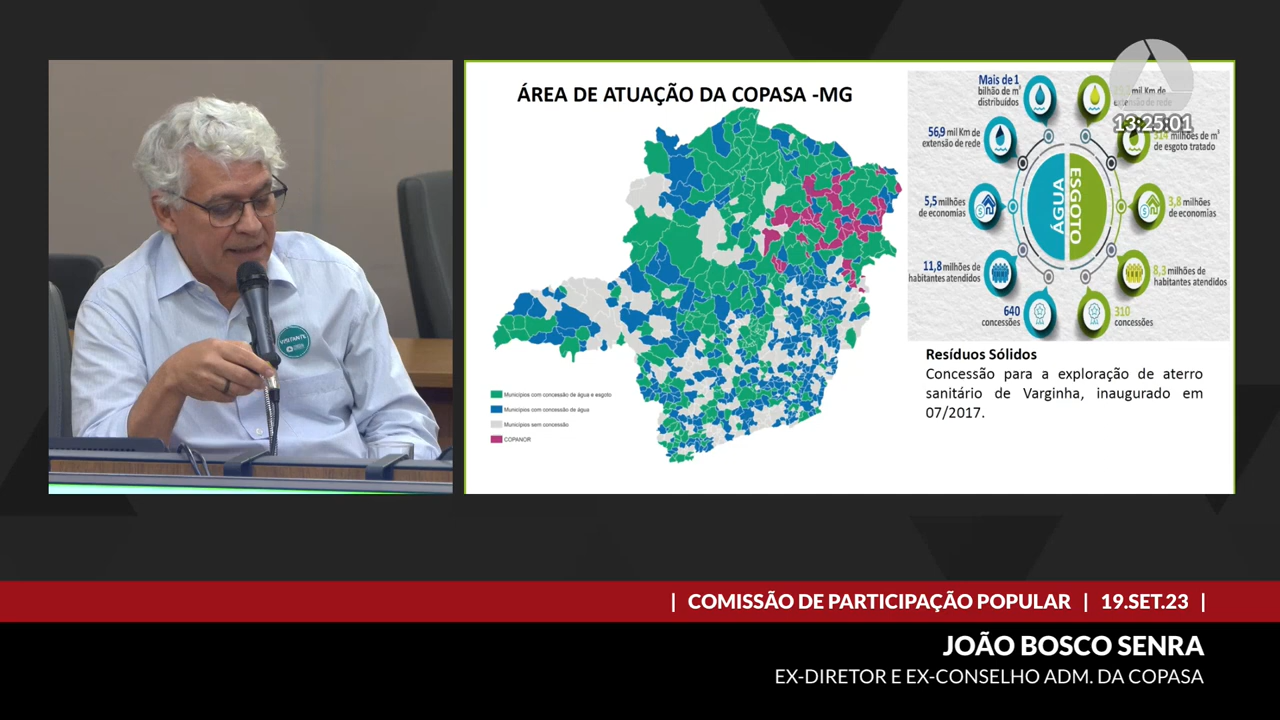 ÁREA DE ATUAÇÃO DA COPASA -MG
Municípios com concessão de água e esgoto
Municípios com concessão de água
Municípios sem concessão
COPANOR
Mais de 1
bilhão de m³
distribuídos
56,9 mil Km de
extensão de rede
5,5 milhões
de economias
11,8 milhões de
habitantes atendidos
640
concessões
ÁGUA
ESGOTO
mil Km de
extensão de rede
13:25:01
314 milhões de m³
de esgoto tratado
3,8 milhões
de economias
8,3 milhões de
habitantes atendidos
310
concessões
Resíduos Sólidos
Concessão para a exploração de aterro
sanitário de Varginha, inaugurado em
07/2017.
VISITANTE
| COMISSÃO DE PARTICIPAÇÃO POPULAR | 19.SET.23 |
JOÃO BOSCO SENRA
EX-DIRETOR E EX-CONSELHO ADM. DA COPASA